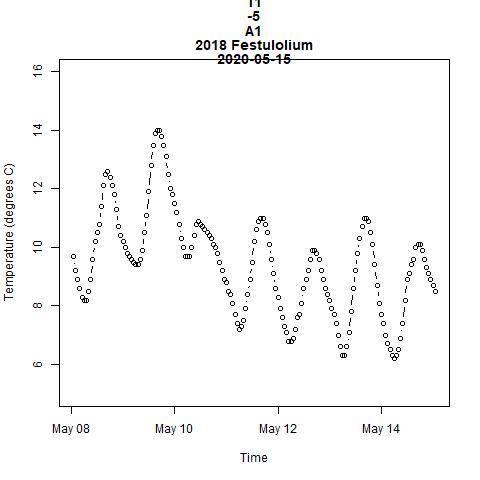 T1
-5
A1
2018 Festulolium
2020-05-15
Temperature (degrees C)
16
14
12
10
8
6
May 08
May 10
May 12
May 14
Time